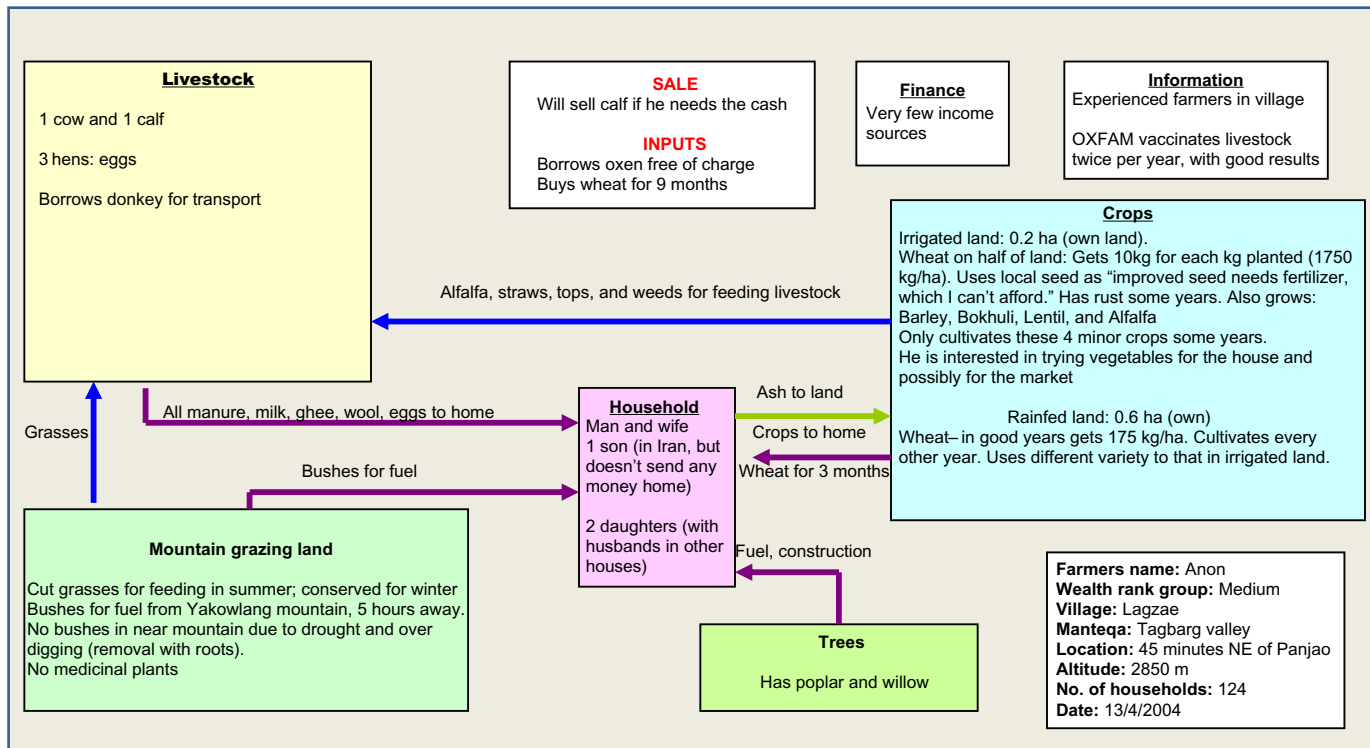 Livestock
1 cow and 1 calf
3 hens: eggs
Borrows donkey for transport
SALE
Will sell calf if he needs the cash
INPUTS
Borrows oxen free of charge
Buys wheat for 9 months
Finance
Very few income
sources
Information
Experienced farmers in village
OXFAM vaccinates livestock
twice per year, with good results
Crops
Irrigated land: 0.2 ha (own land).
Wheat on half of land: Gets 10kg for each kg planted (1750
kg/ha). Uses local seed as “improved seed needs fertilizer,
which I can’t afford.” Has rust some years. Also grows:
Barley, Bokhuli, Lentil, and Alfalfa
Only cultivates these 4 minor crops some years.
He is interested in trying vegetables for the house and
possibly for the market
Rainfed land: 0.6 ha (own)
Wheat– in good years gets 175 kg/ha. Cultivates every
other year. Uses different variety to that in irrigated land.
Alfalfa, straws, tops, and weeds for feeding livestock
Grasses
All manure, milk, ghee, wool, eggs to home
Bushes for fuel
Household
Man and wife
1 son (in Iran, but
doesn’t send any
money home)
2 daughters (with
husbands in other
houses)
Ash to land
Crops to home
Wheat for 3 months
Fuel, construction
Mountain grazing land
Cut grasses for feeding in summer; conserved for winter
Bushes for fuel from Yakowlang mountain, 5 hours away.
No bushes in near mountain due to drought and over
digging (removal with roots).
No medicinal plants
Trees
Has poplar and willow
Farmers name: Anon
Wealth rank group: Medium
Village: Lagzae
Manteqa: Tagbarg valley
Location: 45 minutes NE of Panjao
Altitude: 2850 m
No. of households: 124
Date: 13/4/2004